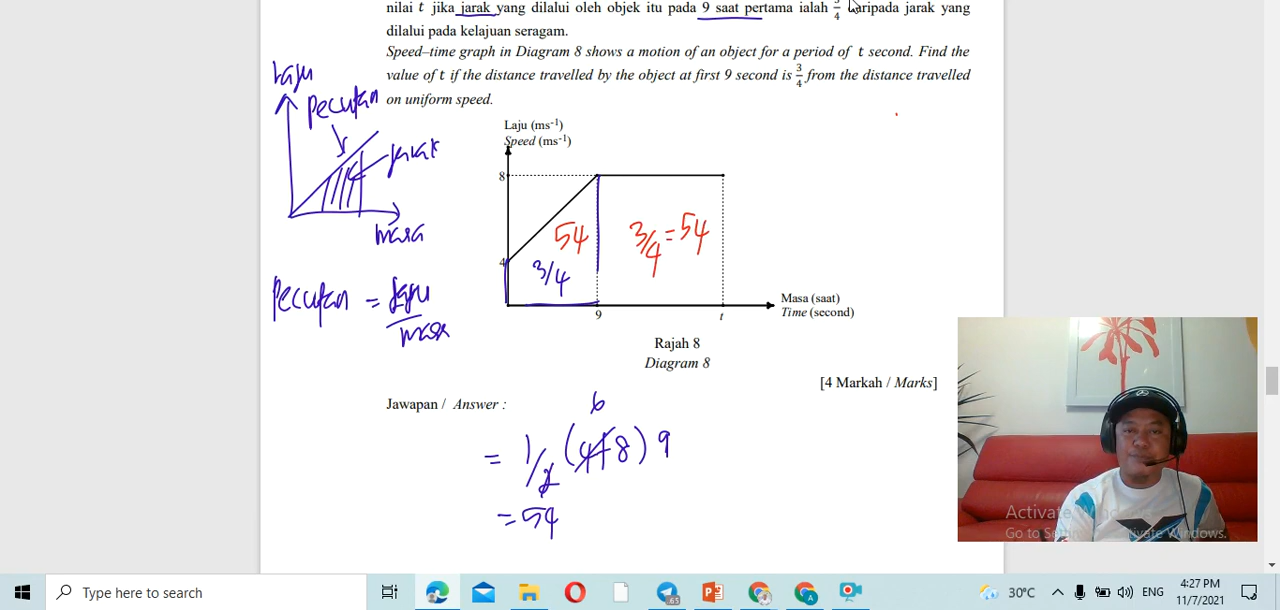 nilai t jika jarak yang dilalui oleh objek itu pada 9 saat pertama ialah 3/4 daripada jarak yang
dilalui pada kelajuan seragam.
Speed–time graph in Diagram 8 shows a motion of an object for a period of t second. Find the
value of t if the distance travelled by the object at first 9 second is 3/4 from the distance travelled
on uniform speed.
Laju
Pecutan
Jarak
masa
Pecutan = Laju/masa
Laju (ms-1)
Speed (ms-1)
8
4
54
3/4
3/4 = 54
9
t
Masa (saat)
Time (second)
Rajah 8
Diagram 8
[4 Markah / Marks]
Jawapan / Answer :
6
= 1/2 (4+8) 9
= 54
Go to Settings to activate Windows.
Type here to search
65
30°C
ENG
4:27 PM
11/7/2021